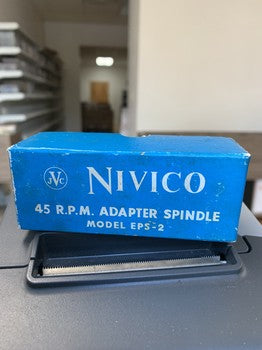 JVC
NIVICO
45 R.P.M. ADAPTER SPINDLE
MODEL EPS-2